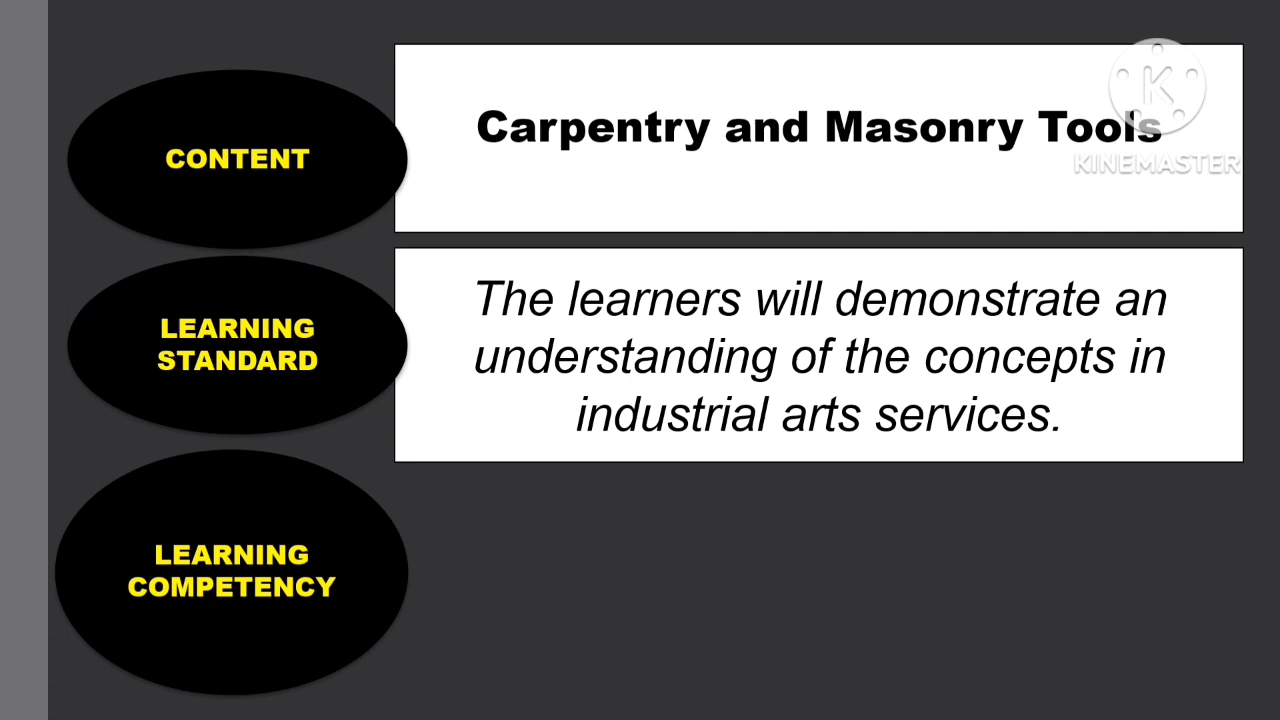 CONTENT
Carpentry and Masonry Tools
K
KINEMASTER
LEARNING
STANDARD
The learners will demonstrate an
understanding of the concepts in
industrial arts services.
LEARNING
COMPETENCY